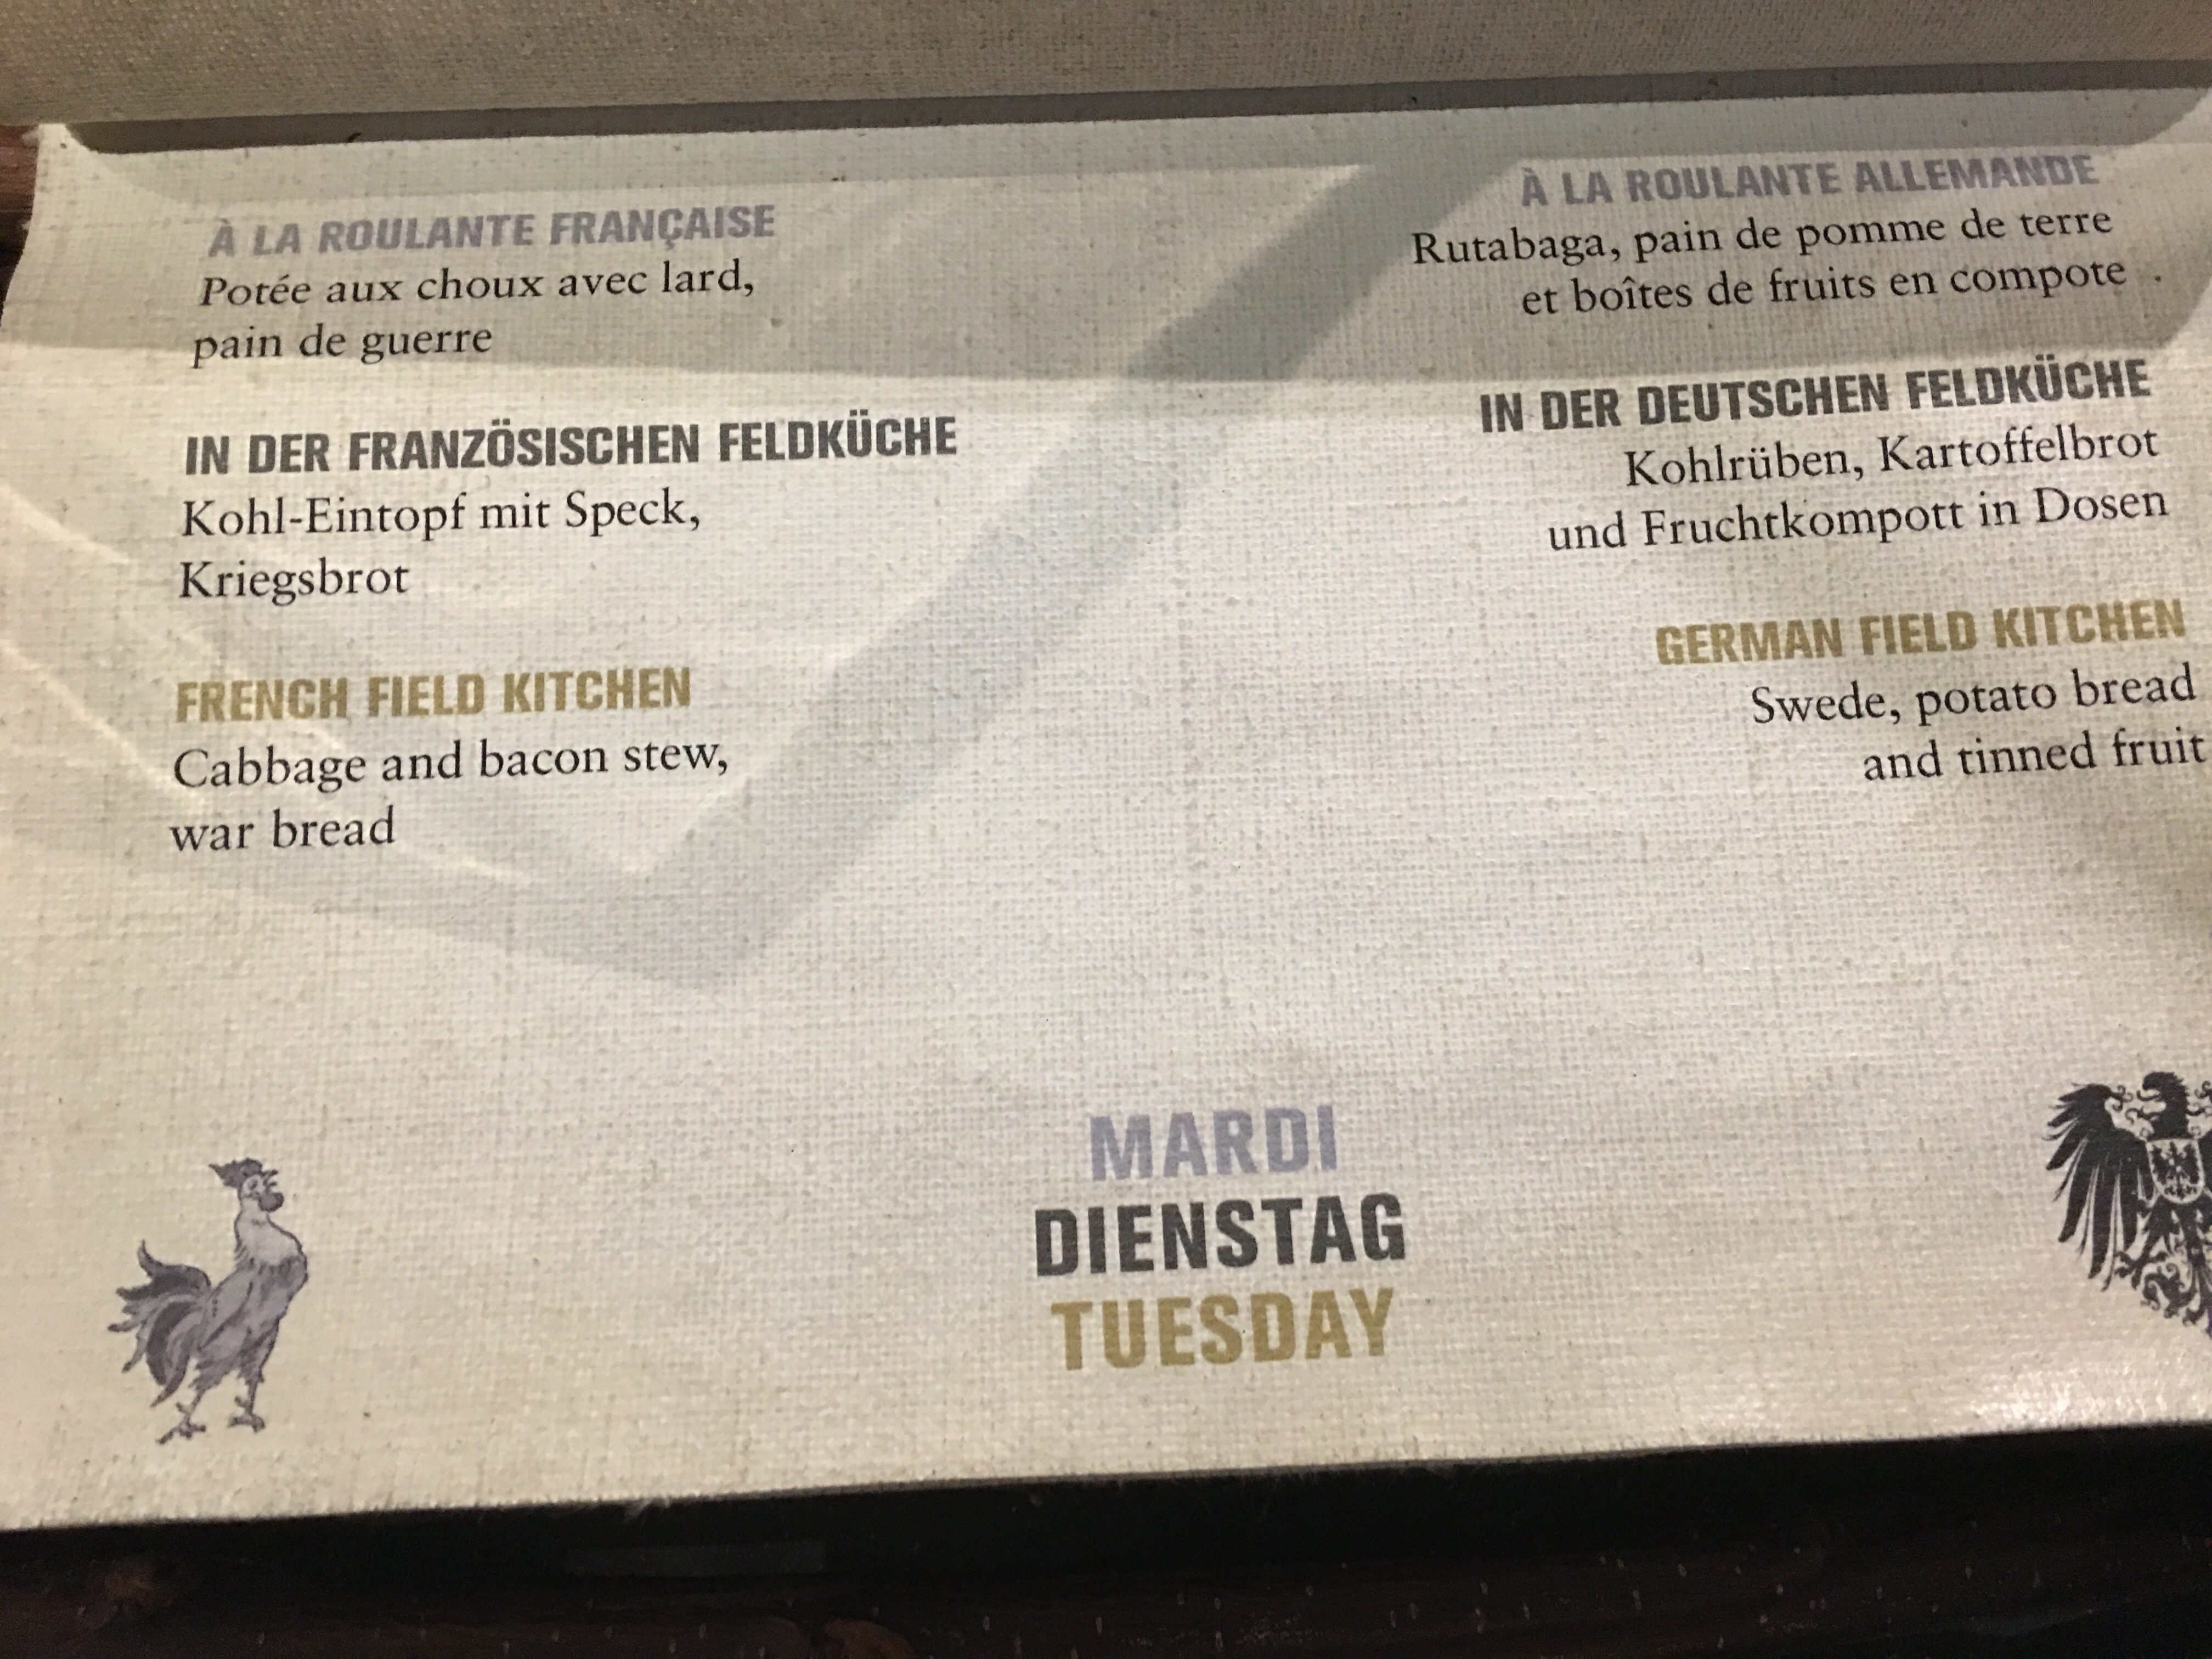 À LA ROULANTE FRANÇAISE
Potée aux choux avec lard,
pain de guerre
IN DER FRANZÖSISCHEN FELDKÜCHE
Kohl-Eintopf mit Speck,
Kriegsbrot
FRENCH FIELD KITCHEN
Cabbage and bacon stew,
war bread
À LA ROULANTE ALLEMANDE
Rutabaga, pain de pomme de terre
et boîtes de fruits en compote .
IN DER DEUTSCHEN FELDKÜCHE
Kohlrüben, Kartoffelbrot
und Fruchtkompott in Dosen
GERMAN FIELD KITCHEN
Swede, potato bread
and tinned fruit
MARDI
DIENSTAG
TUESDAY